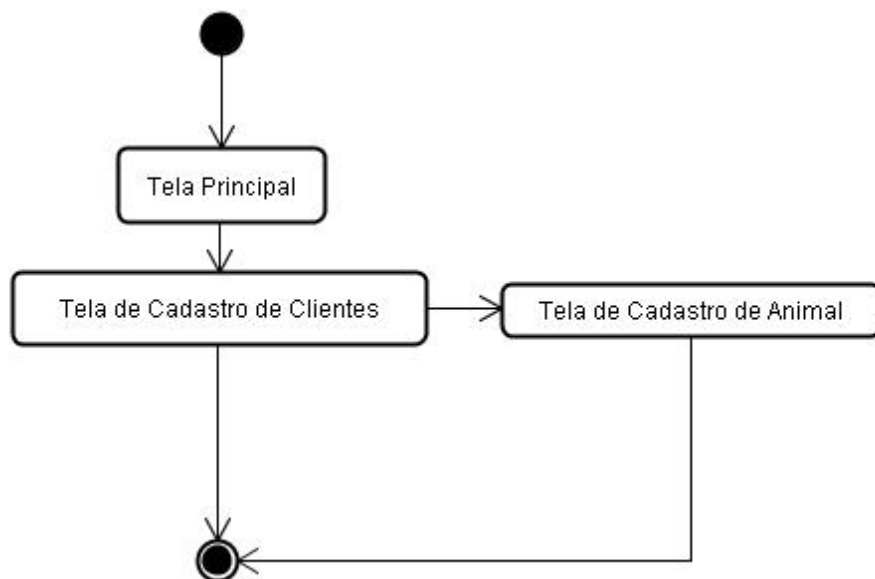 Tela Principal
Tela de Cadastro de Clientes
Tela de Cadastro de Animal